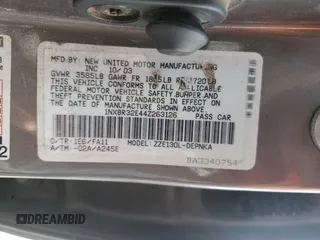 MFD BY: NEW UNITED MOTOR MANUFACTURING
INC 10/03
GVWR 3585LB GAWR FR 1845LB RR 1720LB
THIS VEHICLE CONFORMS TO ALL APPLICABLE
FEDERAL MOTOR VEHICLE SAFETY, BUMPER, AND
THEFT PREVENTION STANDARDS IN EFFECT ON
THE DATE OF MANUFACTURE SHOWN ABOVE.
1NXBR32E44Z263126 PASS CAR
C/TR: 1E6/FA11 MODEL: ZZE130L-DEPNKA
A/TM: -02A/A245E
2
DREAMBID